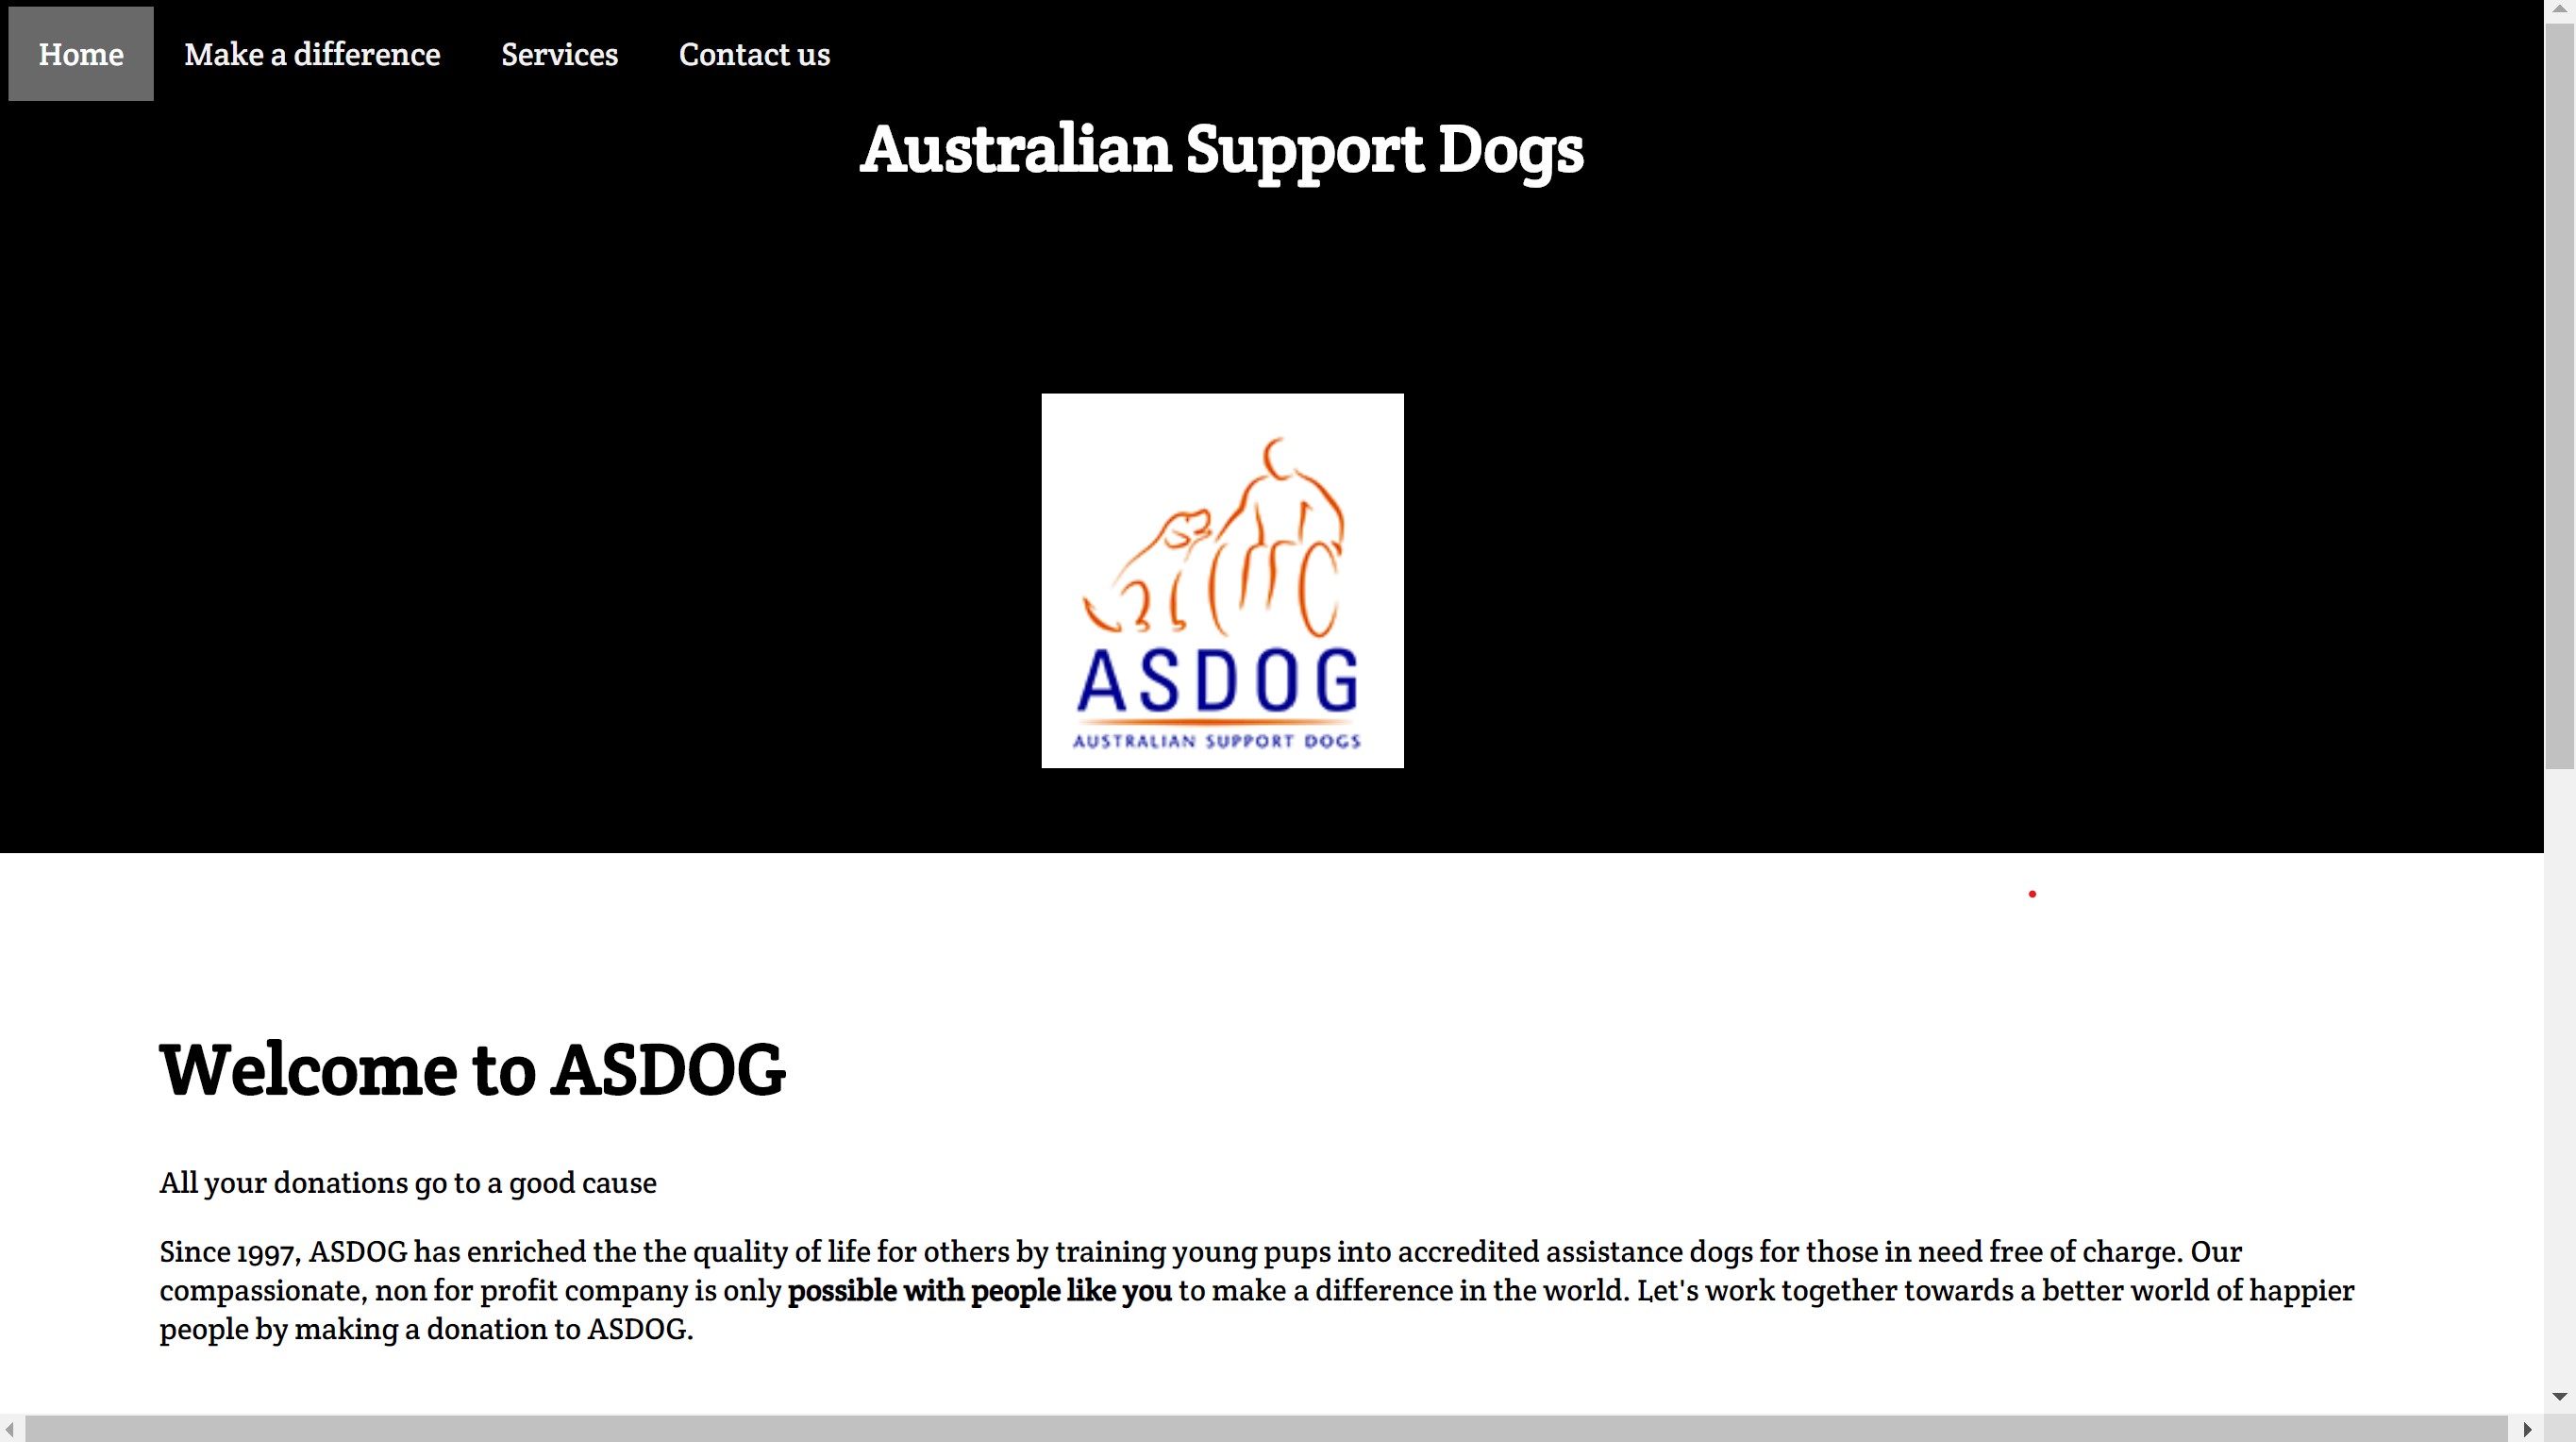 Home Make a difference Services Contact us
Australian Support Dogs
ASDOG
AUSTRALIAN SUPPORT DOGS
Welcome to ASDOG
All your donations go to a good cause
Since 1997, ASDOG has enriched the the quality of life for others by training young pups into accredited assistance dogs for those in need free of charge. Our
compassionate, non for profit company is only possible with people like you to make a difference in the world. Let's work together towards a better world of happier
people by making a donation to ASDOG.